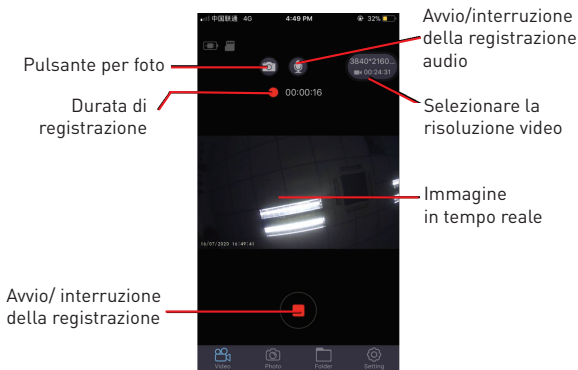 中国联通 4G 4:49 PM 32%
Avvio/interruzione
della registrazione
audio
Pulsante per foto
3840*2160...
00:24:31
Durata di
registrazione
00:00:16
Selezionare la
risoluzione video
Immagine
in tempo reale
16/07/2020 16:49:41
Avvio/ interruzione
della registrazione
Video Photo Folder Setting